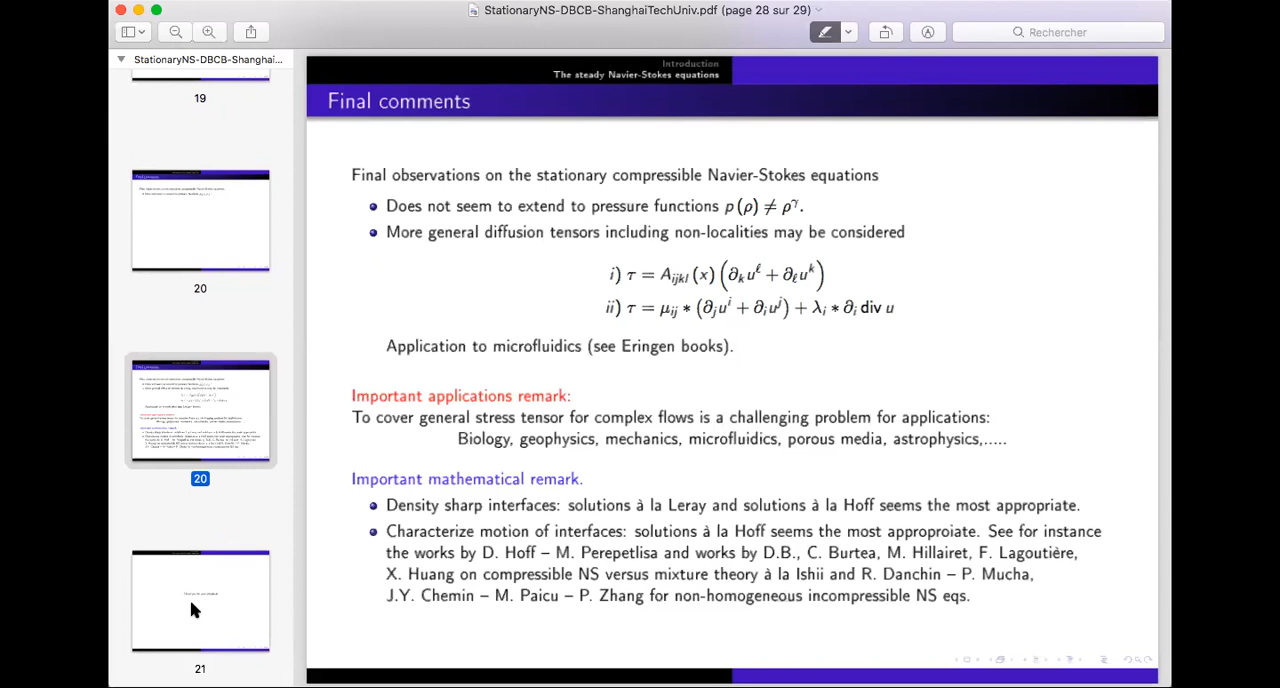 StationaryNS-DBCB-ShanghaiTechUniv.pdf (page 28 sur 29)
Rechercher
StationaryNS-DBCB-Shanghai...
19
20
20
21
Introduction
The steady Navier-Stokes equations
Final comments
Final observations on the stationary compressible Navier-Stokes equations
Does not seem to extend to pressure functions p(ρ) ≠ ρ^γ.
More general diffusion tensors including non-localities may be considered
i) τ = A_{ijkl}(x) (∂_k u^ℓ + ∂_ℓ u^k)
ii) τ = μ_{ij} * (∂_j u^i + ∂_i u^j) + λ_i * ∂_i div u
Application to microfluidics (see Eringen books).
Important applications remark:
To cover general stress tensor for complex flows is a challenging problem for applications:
Biology, geophysics, mechanics, microfluidics, porous media, astrophysics,.....
Important mathematical remark.
Density sharp interfaces: solutions à la Leray and solutions à la Hoff seems the most appropriate.
Characterize motion of interfaces: solutions à la Hoff seems the most approproiate. See for instance
the works by D. Hoff – M. Perepetlisa and works by D.B., C. Burtea, M. Hillairet, F. Lagoutière,
X. Huang on compressible NS versus mixture theory à la Ishii and R. Danchin – P. Mucha,
J.Y. Chemin – M. Paicu – P. Zhang for non-homogeneous incompressible NS eqs.